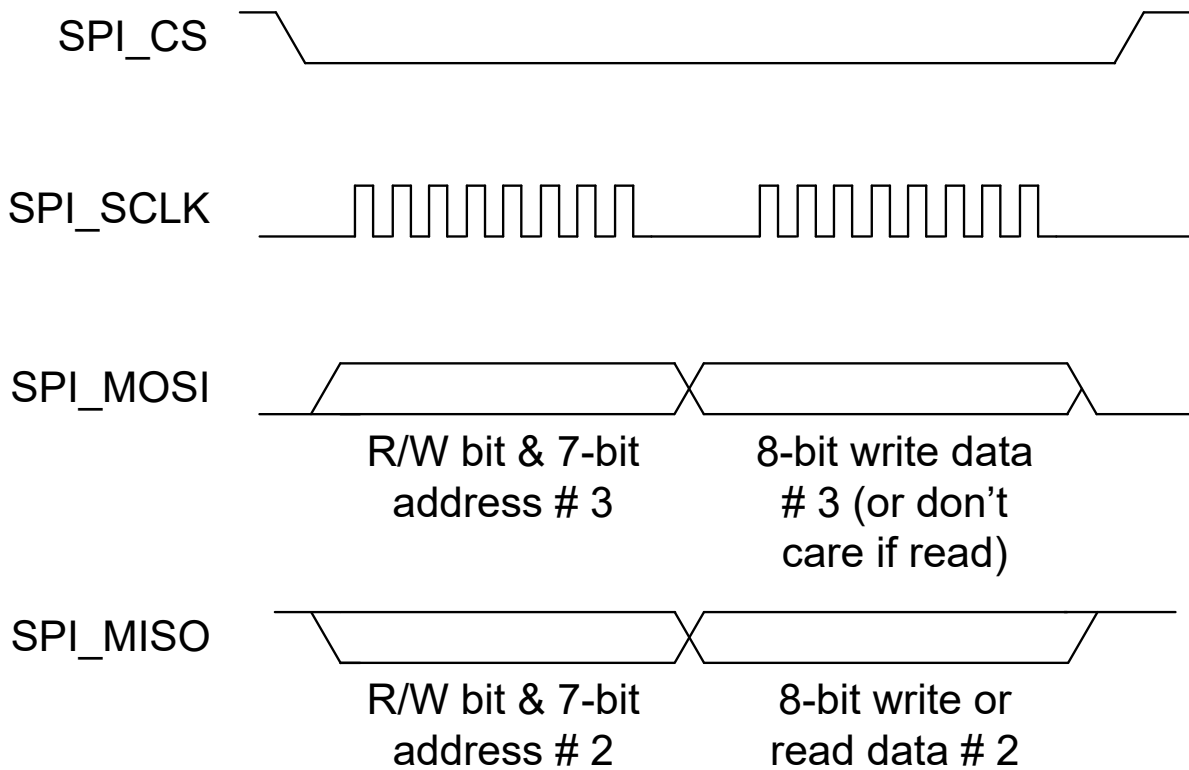 SPI_CS
SPI_SCLK
SPI_MOSI
R/W bit & 7-bit
address # 3
8-bit write data
# 3 (or don't
care if read)
SPI_MISO
R/W bit & 7-bit
address # 2
8-bit write or
read data # 2